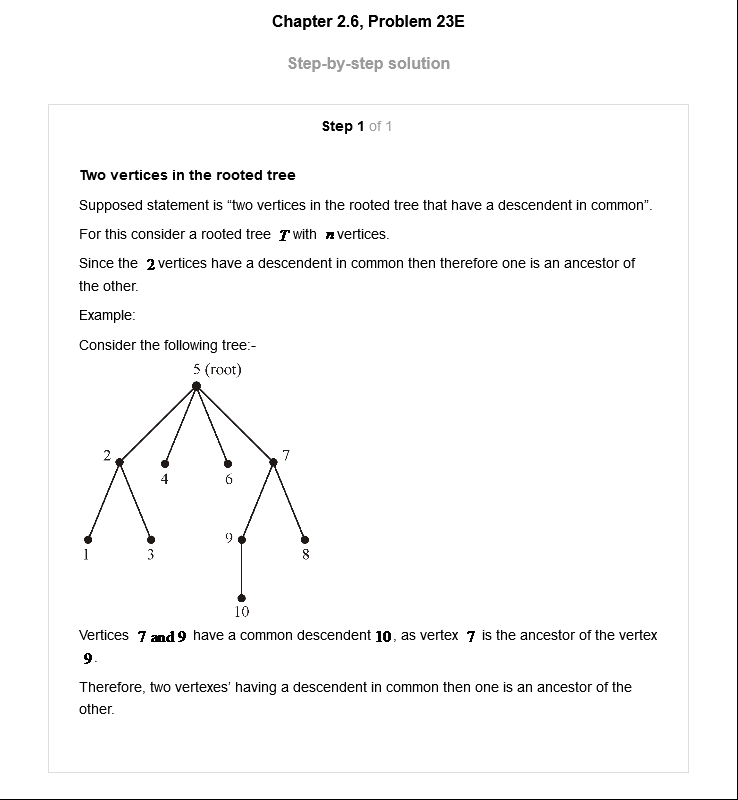 Chapter 2.6, Problem 23E
Step-by-step solution
Step 1 of 1
Two vertices in the rooted tree
Supposed statement is “two vertices in the rooted tree that have a descendent in common”.
For this consider a rooted tree T with n vertices.
Since the 2 vertices have a descendent in common then therefore one is an ancestor of
the other.
Example:
Consider the following tree:-
5 (root)
2
7
4
6
9
1
3
8
10
Vertices 7 and 9 have a common descendent 10, as vertex 7 is the ancestor of the vertex
9.
Therefore, two vertexes’ having a descendent in common then one is an ancestor of the
other.